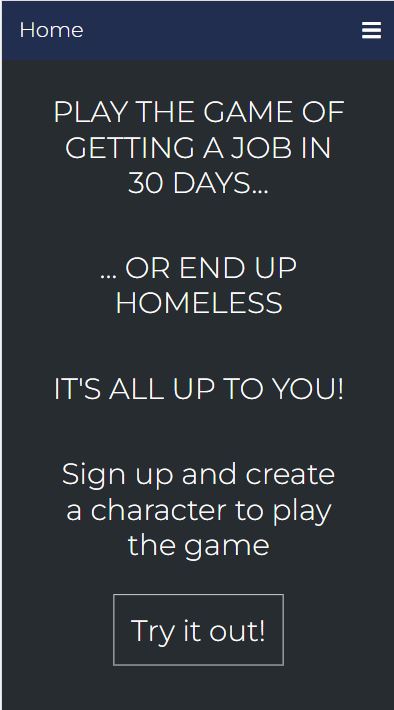 Home
PLAY THE GAME OF
GETTING A JOB IN
30 DAYS...
... OR END UP
HOMELESS
IT'S ALL UP TO YOU!
Sign up and create
a character to play
the game
Try it out!